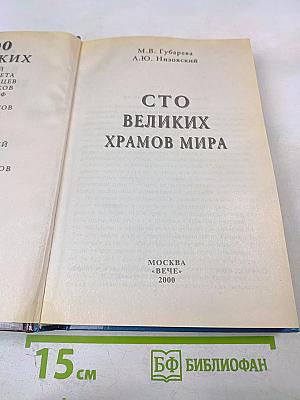 М.В. Губарева
А.Ю. Низовский
СТО
ВЕЛИКИХ
ХРАМОВ МИРА
МОСКВА
«ВЕЧЕ»
2000
15 см
БФ БИБЛИОФАН